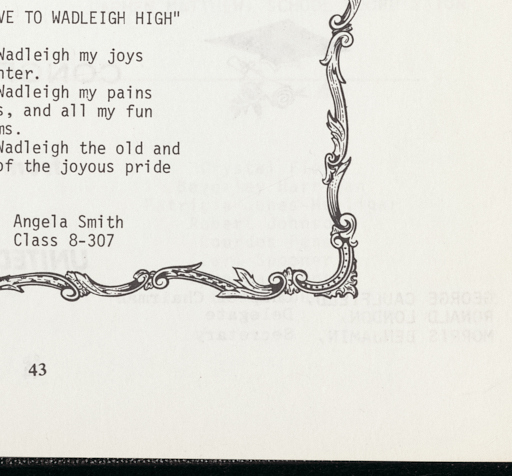 VE TO WADLEIGH HIGH"
Wadleigh my joys
nter.
Wadleigh my pains
s, and all my fun
ms.
Wadleigh the old and
of the joyous pride
Angela Smith
Class 8-307
43